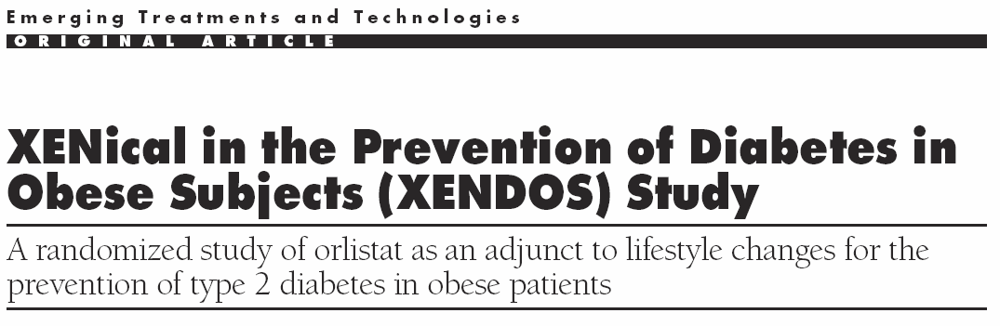 Emerging Treatments and Technologies
ORIGINAL ARTICLE
XENical in the Prevention of Diabetes in
Obese Subjects (XENDOS) Study
A randomized study of orlistat as an adjunct to lifestyle changes for the
prevention of type 2 diabetes in obese patients